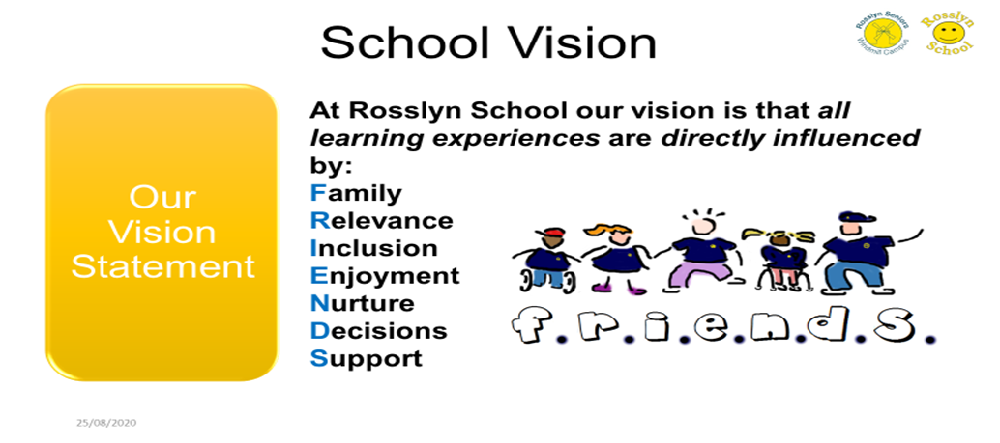 School Vision
Rosslyn Seniors
Windmill Campus
Rosslyn
School
Our
Vision
Statement
At Rosslyn School our vision is that all
learning experiences are directly influenced
by:
Family
Relevance
Inclusion
Enjoyment
Nurture
Decisions
Support
f.r.i.e.n.d.s.
25/08/2020